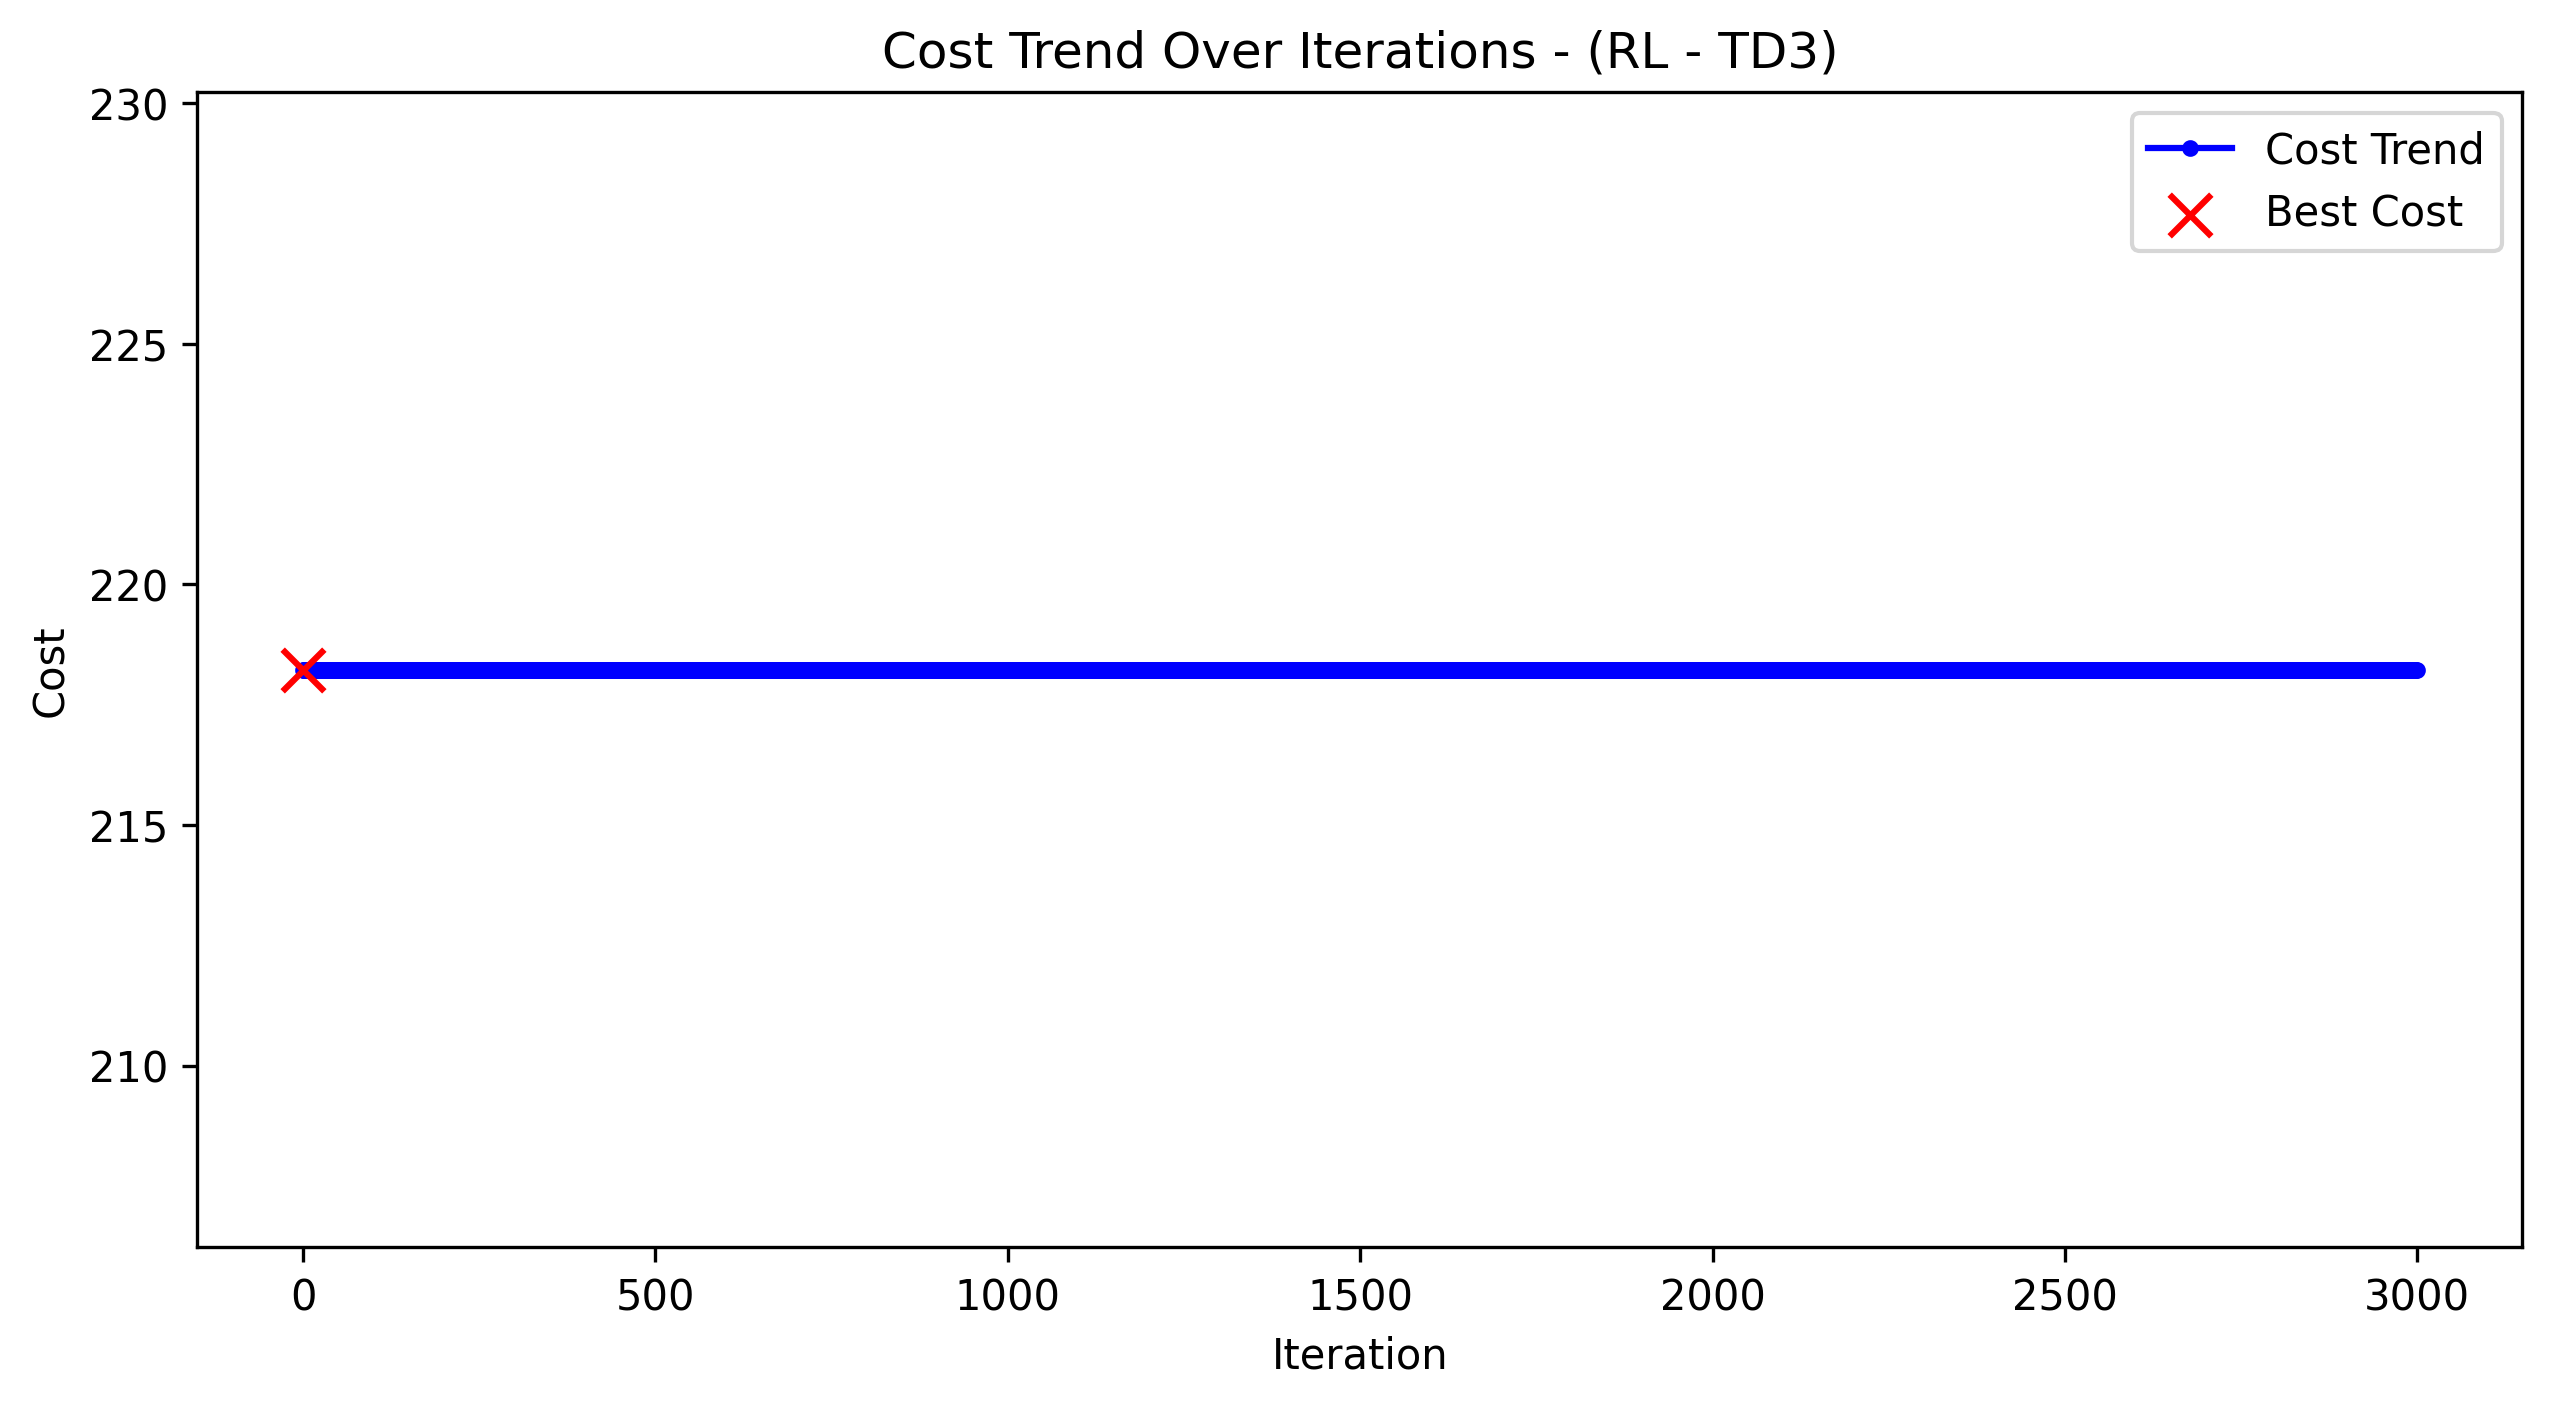 Cost Trend Over Iterations - (RL - TD3)
230
225
220
215
210
Cost
Cost Trend
Best Cost
0 500 1000 1500 2000 2500 3000
Iteration